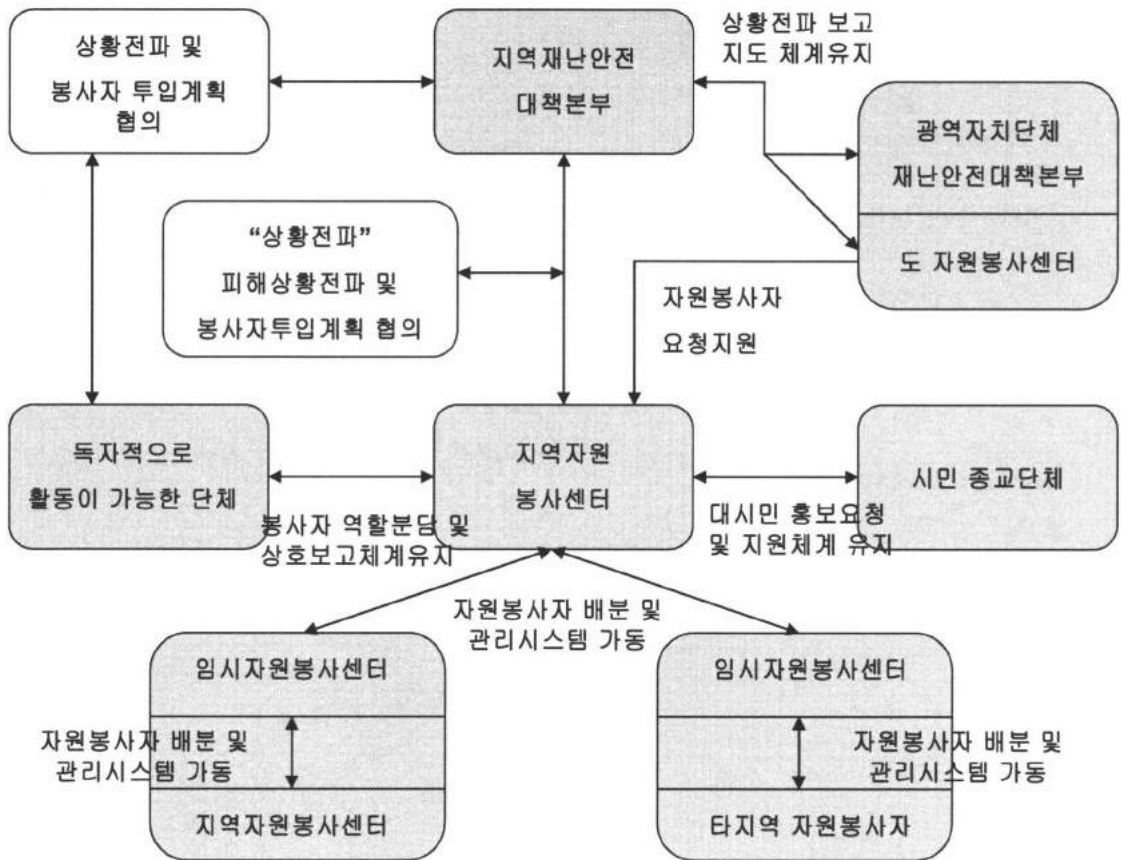 상황전파 및
봉사자 투입계획
협의
지역재난안전
대책본부
상황전파 보고
지도 체계유지
광역자치단체
재난안전대책본부
도 자원봉사센터
“상황전파”
피해상황전파 및
봉사자투입계획 협의
자원봉사자
요청지원
독자적으로
활동이 가능한 단체
지역자원
봉사센터
시민 종교단체
봉사자 역할분담 및
상호보고체계유지
대시민 홍보요청
및 지원체계 유지
자원봉사자 배분 및
관리시스템 가동
임시자원봉사센터
자원봉사자 배분 및
관리시스템 가동
지역자원봉사센터
임시자원봉사센터
자원봉사자 배분 및
관리시스템 가동
타지역 자원봉사자